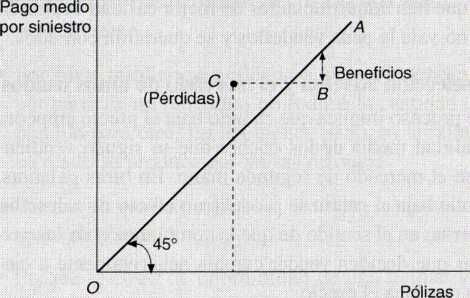 Pago medio
por siniestro
A
C
(Pérdidas)
Beneficios
B
45°
O
Pólizas